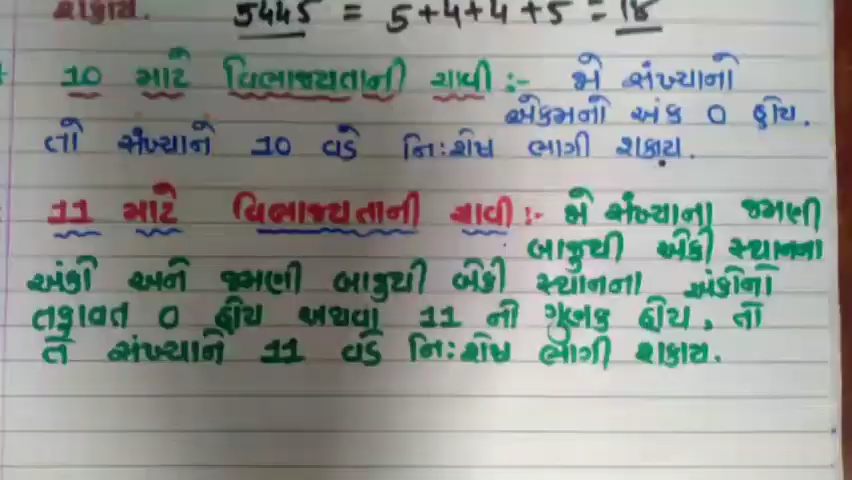 શકાય. 5445 = 5+4+4+5 = 18
10 માટે વિભાજ્યતાની ચાવી :- જે સંખ્યાનો
એકમનો અંક 0 હોય.
તો સંખ્યાને 10 વડે નિઃશેષ ભાગી શકાય.
11 માટે વિભાજ્યતાની ચાવી :- જે સંખ્યાના જમણી
બાજુથી એકી સ્થાનના
અંકો અને જમણી બાજુથી બેકી સ્થાનના અંકોનો
તફાવત 0 હોય અથવા 11 નો ગુણક હોય, તો
તે સંખ્યાને 11 વડે નિઃશેષ ભાગી શકાય.